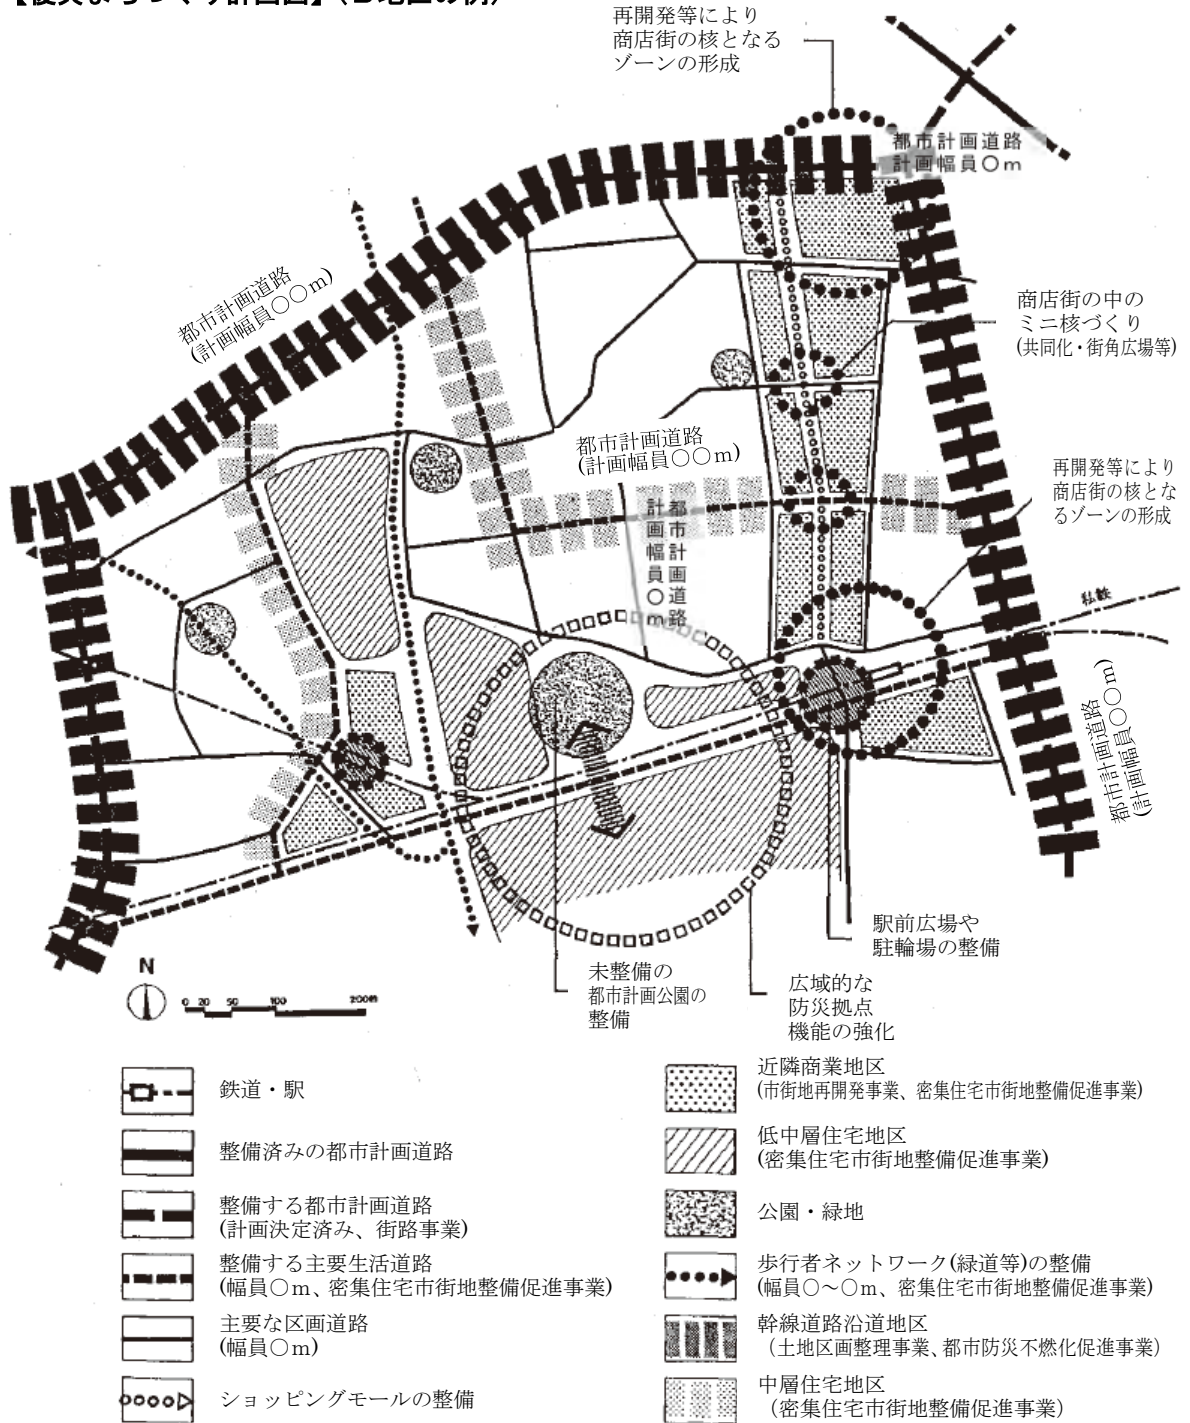 再開発等により
商店街の核となる
ゾーンの形成
都市計画道路
計画幅員〇m
都市計画道路
(計画幅員〇〇m)
商店街の中の
ミニ核づくり
(共同化・街角広場等)
都市計画道路
(計画幅員〇〇m)
再開発等により
商店街の核とな
るゾーンの形成
都市計画道路
計画幅員〇m
私鉄
都市計画道路
(計画幅員〇〇m)
駅前広場や
駐輪場の整備
未整備の
都市計画公園の
整備
広域的な
防災拠点
機能の強化
N
0 20 50 100 200m
鉄道・駅
整備済みの都市計画道路
整備する都市計画道路
(計画決定済み、街路事業)
整備する主要生活道路
(幅員〇m、密集住宅市街地整備促進事業)
主要な区画道路
(幅員〇m)
ショッピングモールの整備
近隣商業地区
(市街地再開発事業、密集住宅市街地整備促進事業)
低中層住宅地区
(密集住宅市街地整備促進事業)
公園・緑地
歩行者ネットワーク(緑道等)の整備
(幅員〇～〇m、密集住宅市街地整備促進事業)
幹線道路沿道地区
(土地区画整理事業、都市防災不燃化促進事業)
中層住宅地区
(密集住宅市街地整備促進事業)